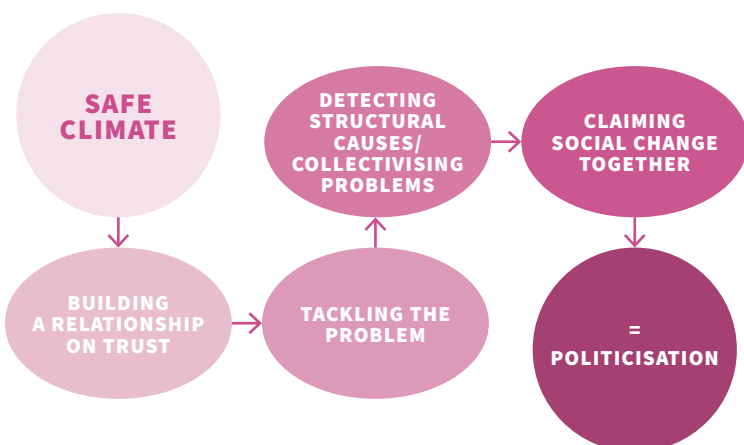 SAFE
CLIMATE
BUILDING
A RELATIONSHIP
ON TRUST
TACKLING THE
PROBLEM
DETECTING
STRUCTURAL
CAUSES/
COLLECTIVISING
PROBLEMS
CLAIMING
SOCIAL CHANGE
TOGETHER
=
POLITICISATION